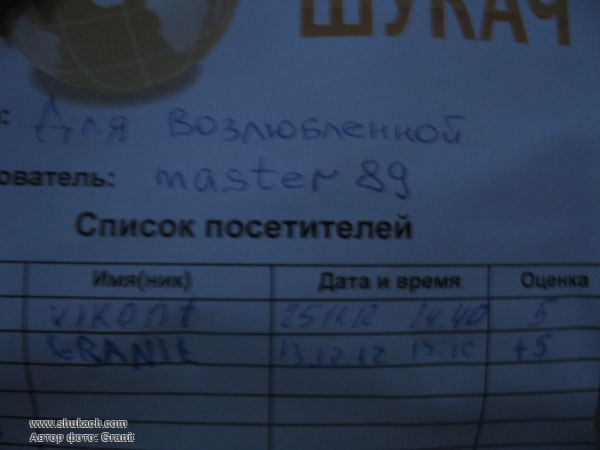 ШУКАЧ
: Для возлюбленной
ователь: master 89
Список посетителей
Имя(ник) Дата и время Оценка
VIKONT 25.11.12 14.40 5
GRANIT 13.12.12 13.10 +5
www.shukach.com
Автор фото: Granit